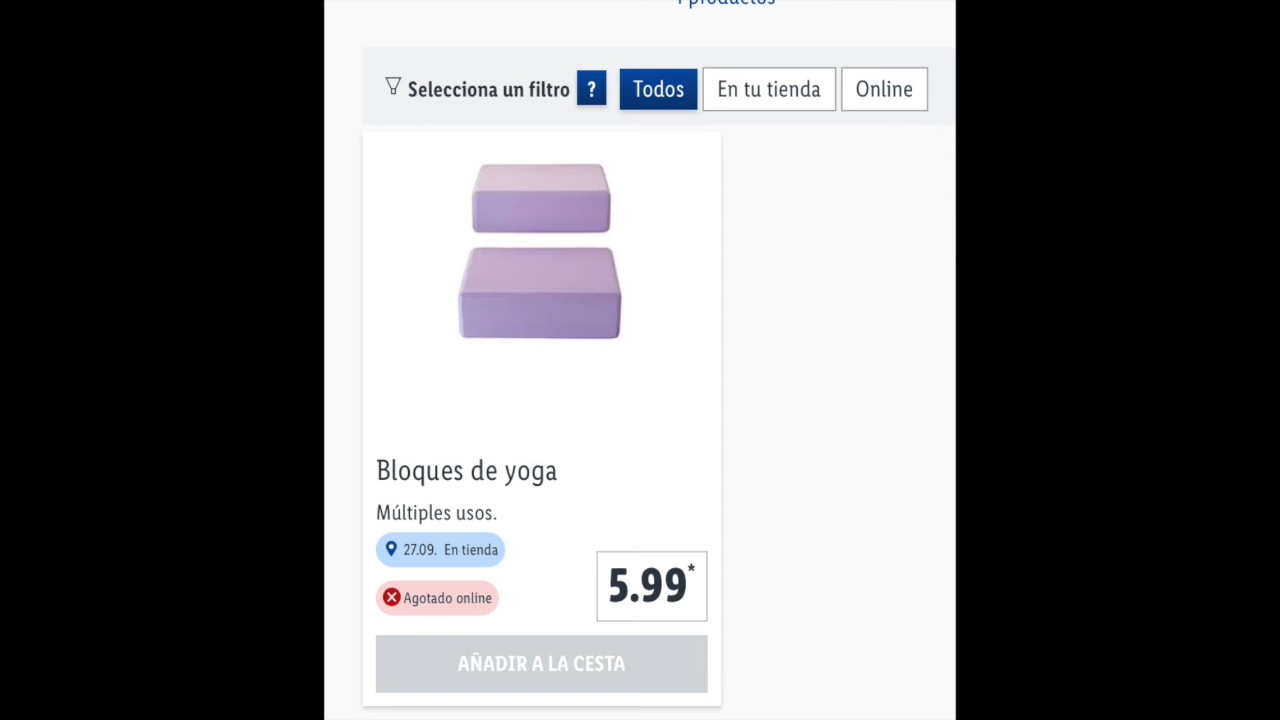 productos
Selecciona un filtro ? Todos En tu tienda Online
Bloques de yoga
Múltiples usos.
27.09. En tienda
5.99*
Agotado online
AÑADIR A LA CESTA